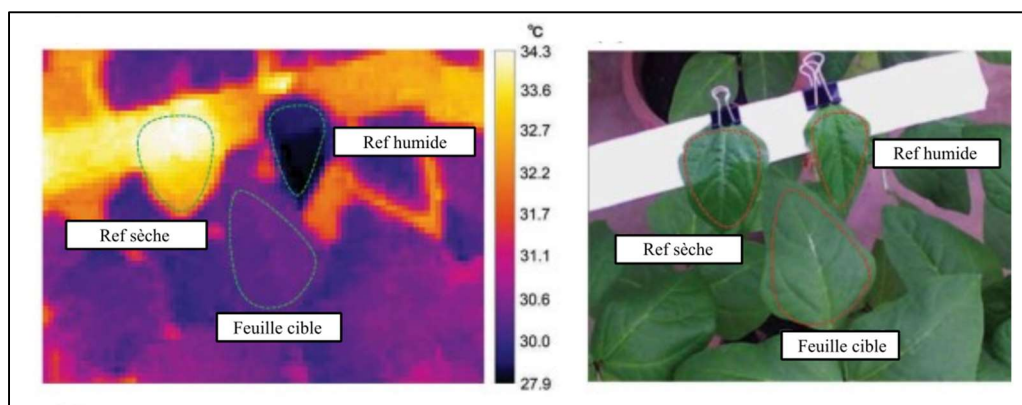 °C
34.3
33.6
32.7
32.2
31.7
31.1
30.6
30.0
27.9
Ref humide
Ref sèche
Feuille cible
Ref humide
Ref sèche
Feuille cible